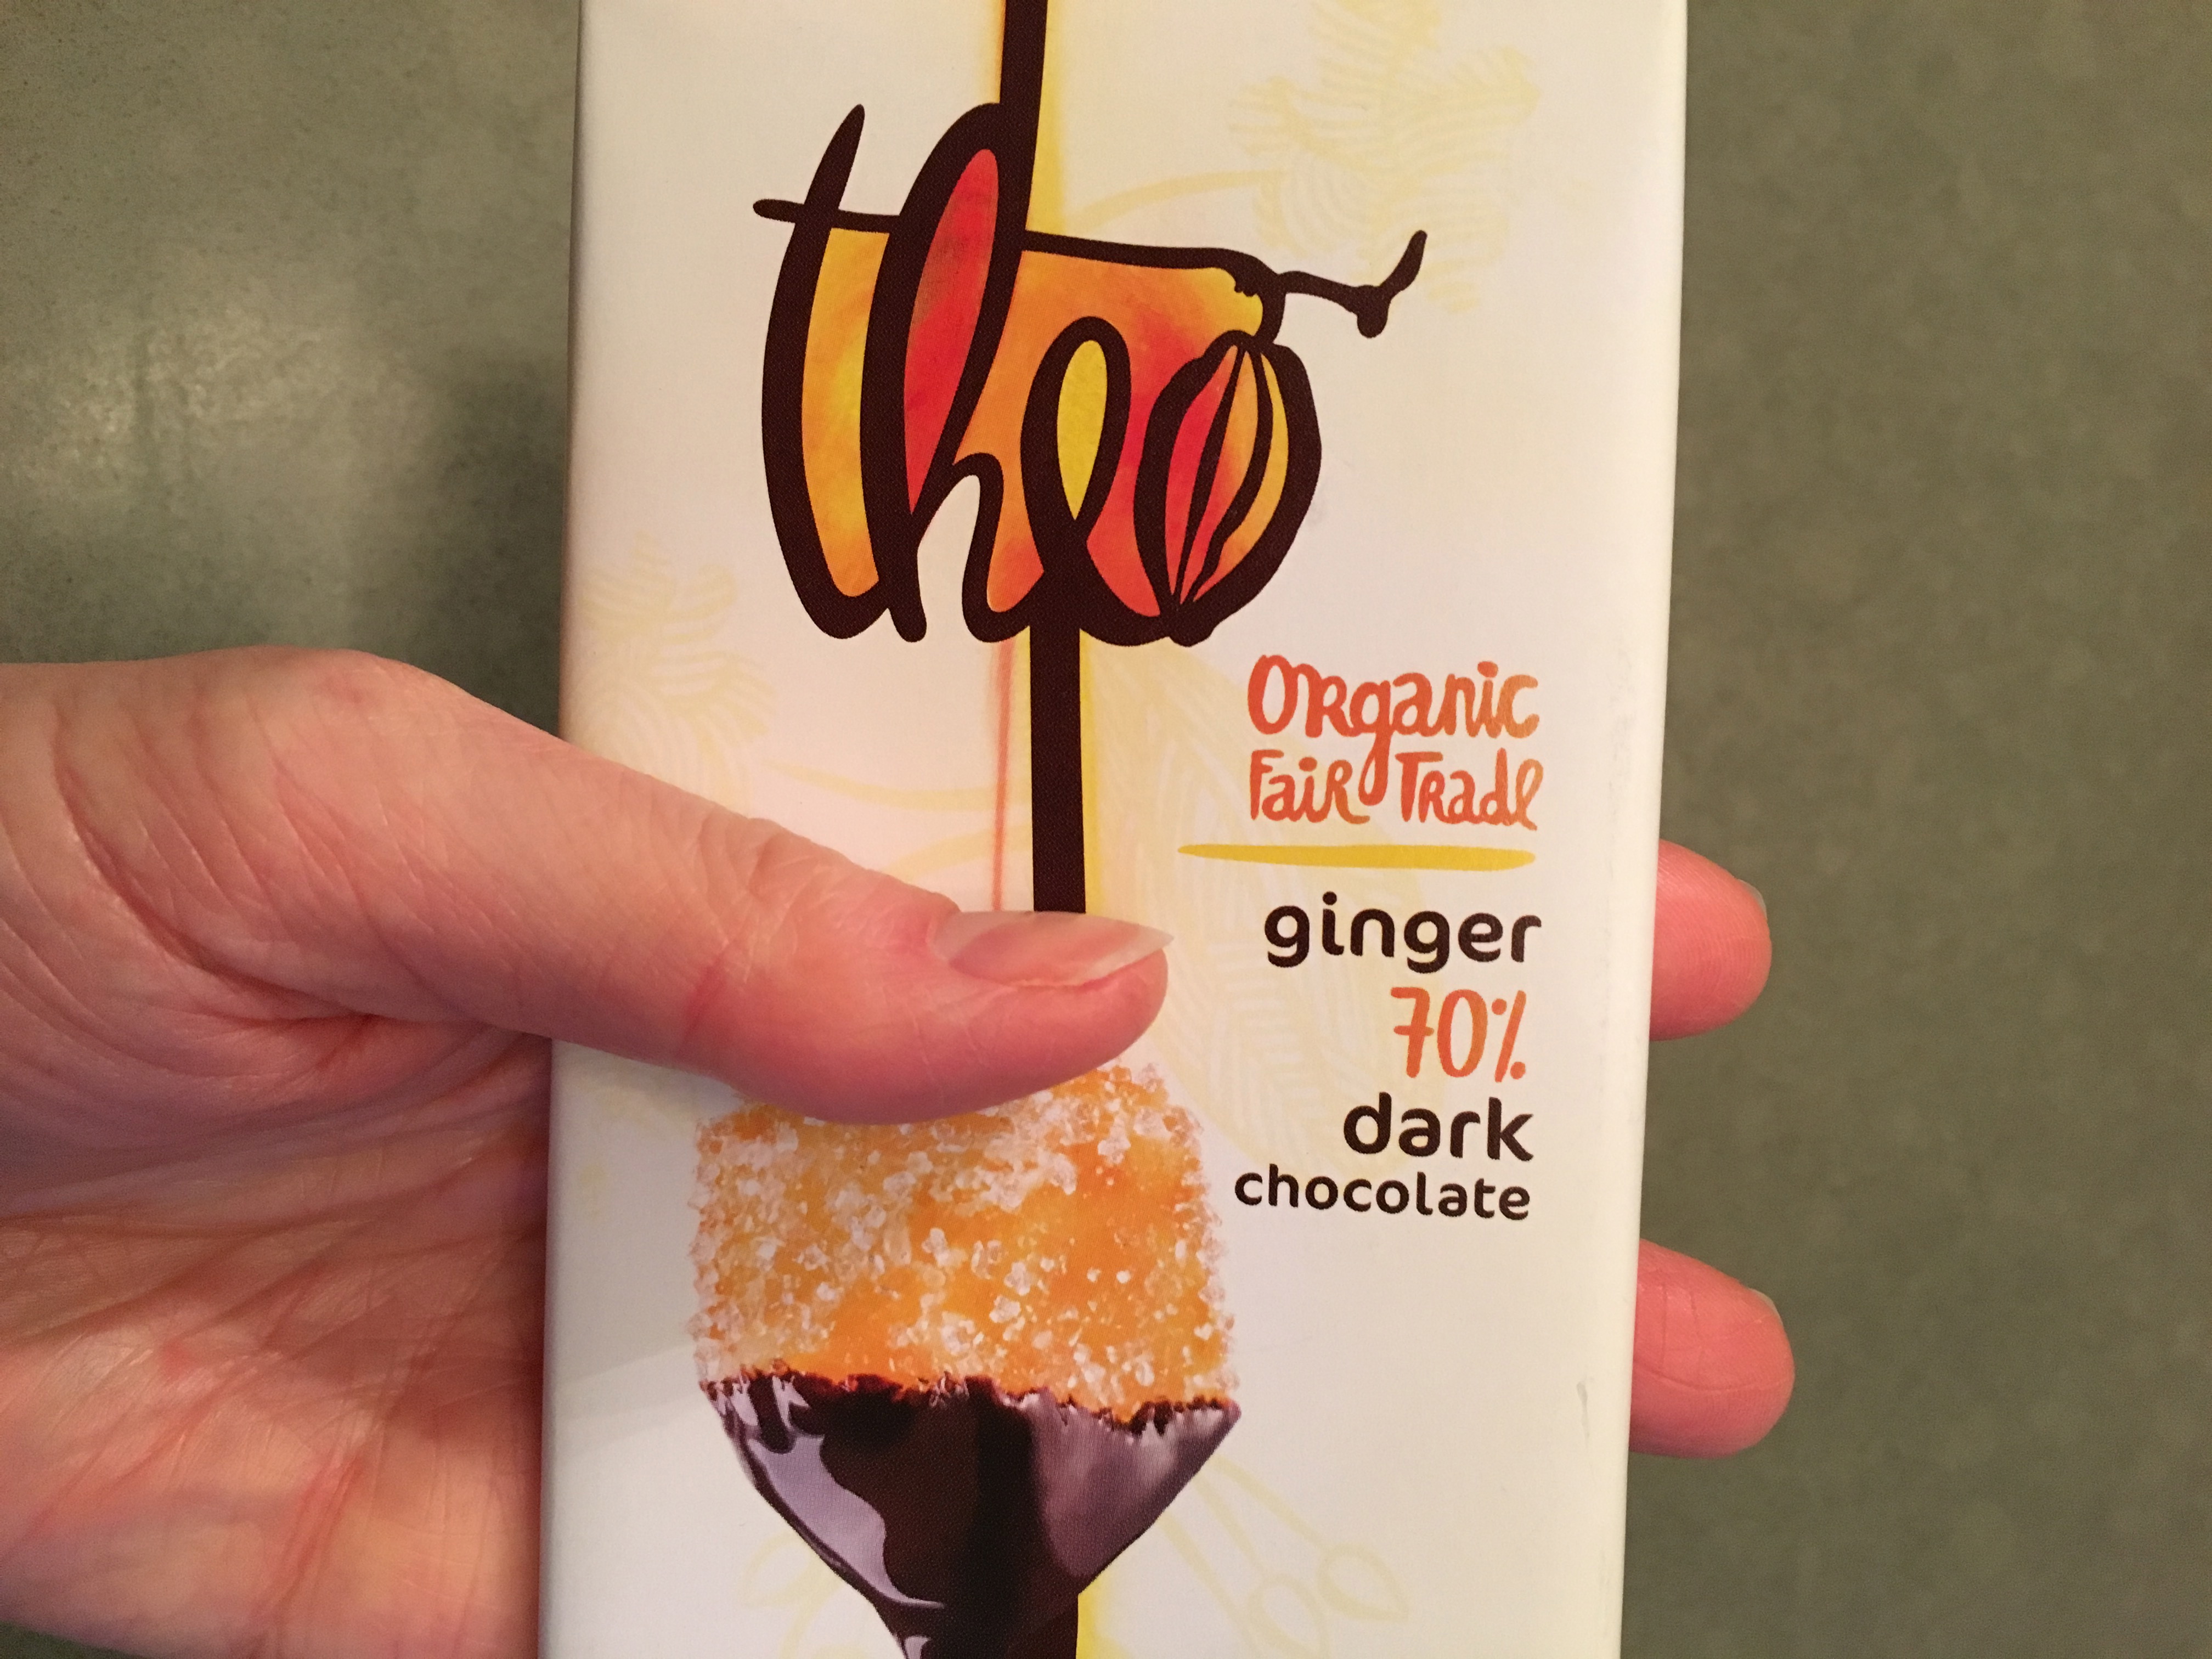 theo
Organic
Fair Trade
ginger
70%
dark
chocolate